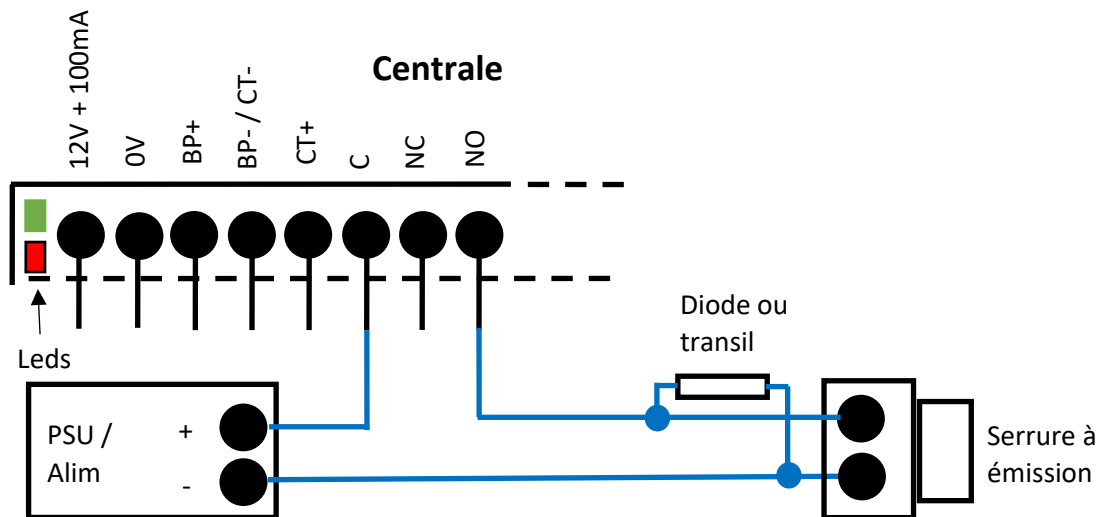 Centrale
12V + 100mA
0V
BP+
BP- / CT-
CT+
C
NC
NO
Leds
Diode ou
transil
PSU /
Alim
+
-
Serrure à
émission